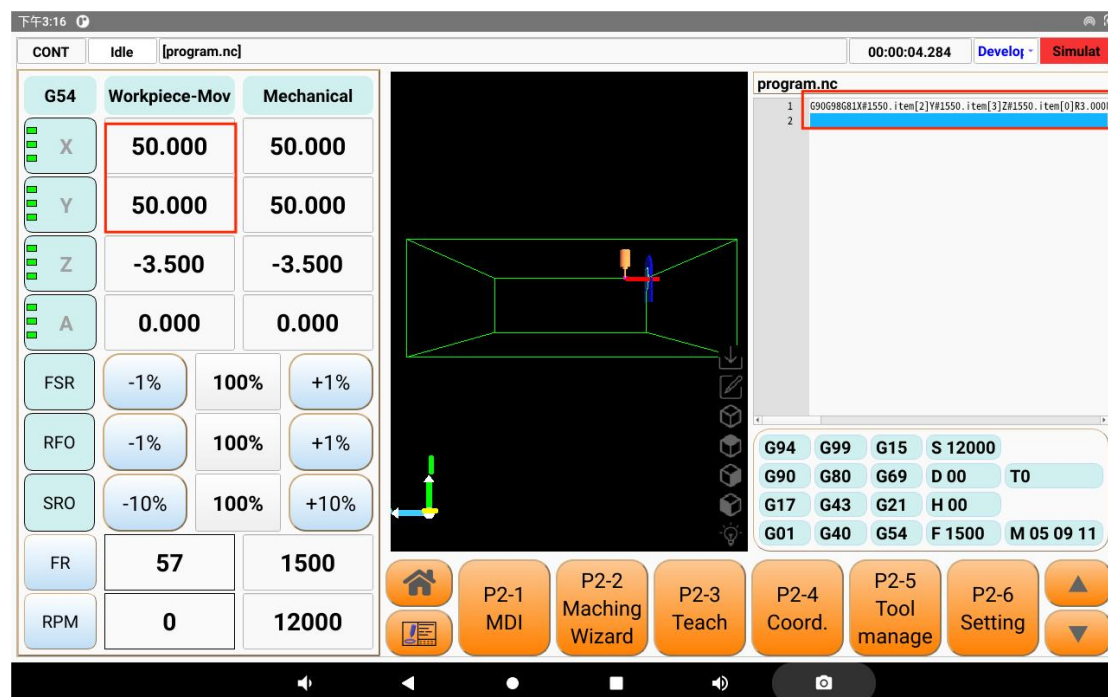 下午3:16
CONT Idle [program.nc] 00:00:04.284 Develop Simulat
G54 Workpiece-Mov Mechanical
X 50.000 50.000
Y 50.000 50.000
Z -3.500 -3.500
A 0.000 0.000
FSR -1% 100% +1%
RFO -1% 100% +1%
SRO -10% 100% +10%
FR 57 1500
RPM 0 12000
program.nc
1 G90G98G81X#1550.item[2]Y#1550.item[3]Z#1550.item[0]R3.000
2
G94 G99 G15 S 12000
G90 G80 G69 D 00 T0
G17 G43 G21 H 00
G01 G40 G54 F 1500 M 05 09 11
P2-1
MDI
P2-2
Maching
Wizard
P2-3
Teach
P2-4
Coord.
P2-5
Tool
manage
P2-6
Setting